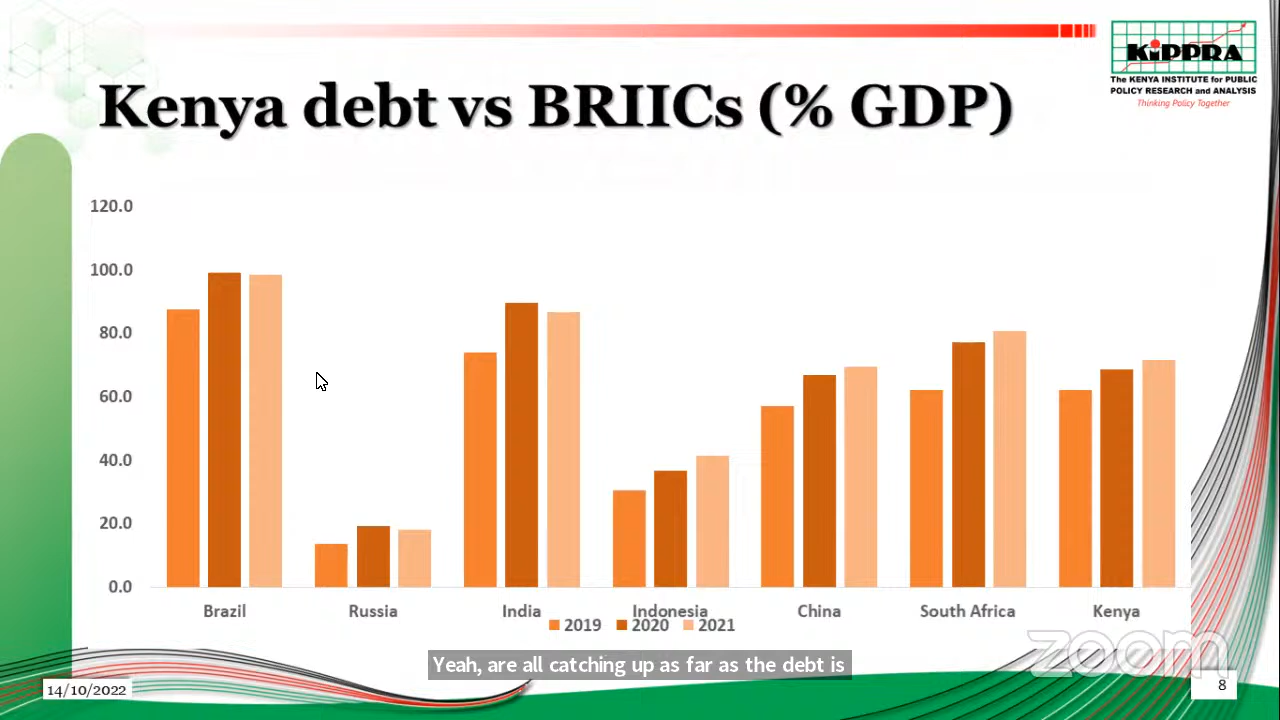 KIPPRA
The KENYA INSTITUTE for PUBLIC
POLICY RESEARCH and ANALYSIS
Thinking Policy Together
Kenya debt vs BRIICs (% GDP)
120.0
100.0
80.0
60.0
40.0
20.0
0.0
Brazil Russia India Indonesia China South Africa Kenya
2019 2020 2021
zoom
Yeah, are all catching up as far as the debt is
14/10/2022
8